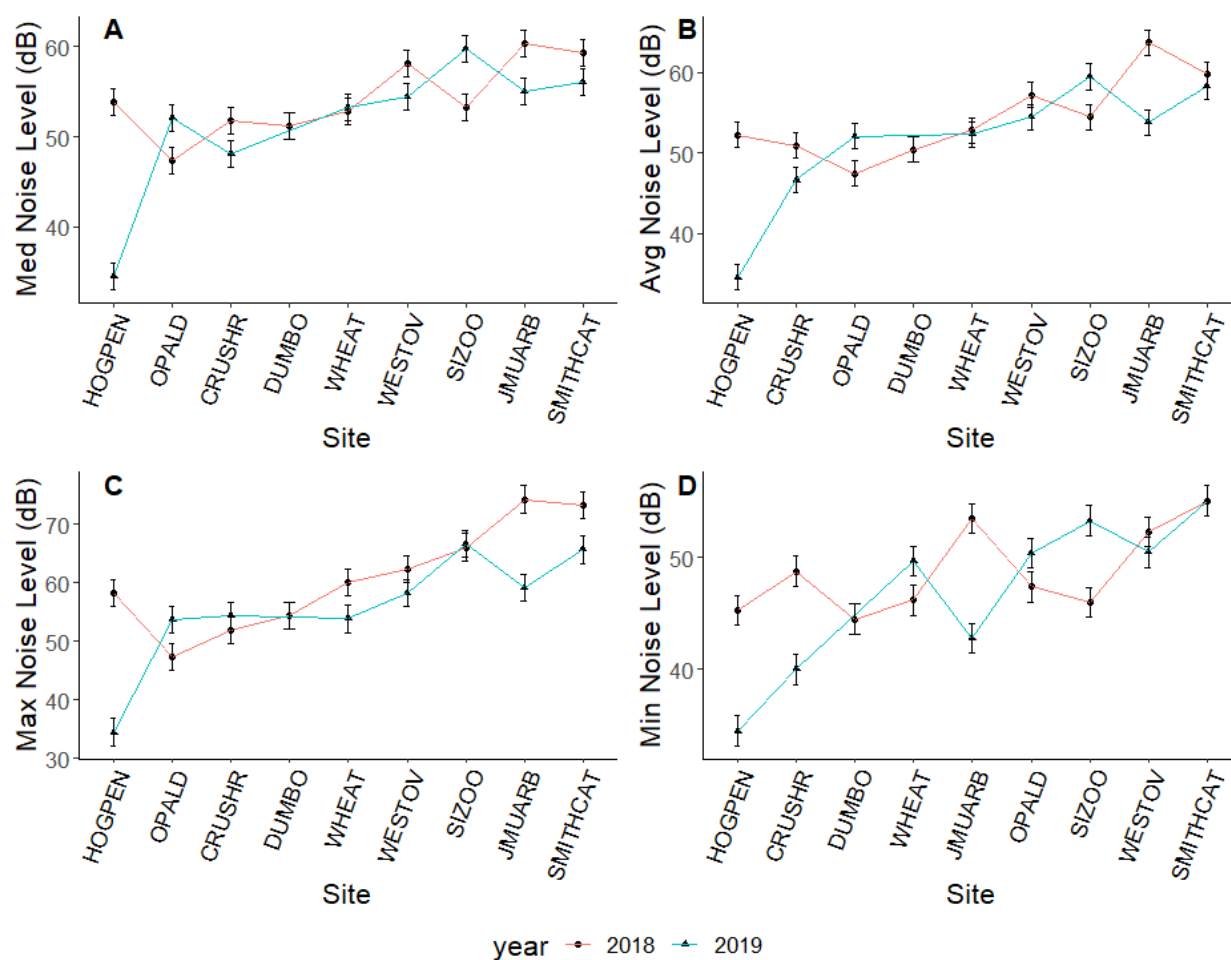 A
Med Noise Level (dB)
60
50
40
HOGPEN
OPALD
CRUSHR
DUMBO
WHEAT
WESTOV
SIZOO
JMUARB
SMITHCAT
Site
B
Avg Noise Level (dB)
60
50
40
HOGPEN
CRUSHR
OPALD
DUMBO
WHEAT
WESTOV
SIZOO
JMUARB
SMITHCAT
Site
C
Max Noise Level (dB)
70
60
50
40
30
HOGPEN
OPALD
CRUSHR
DUMBO
WHEAT
WESTOV
SIZOO
JMUARB
SMITHCAT
Site
D
Min Noise Level (dB)
50
40
HOGPEN
CRUSHR
DUMBO
WHEAT
JMUARB
OPALD
SIZOO
WESTOV
SMITHCAT
Site
year 2018 2019